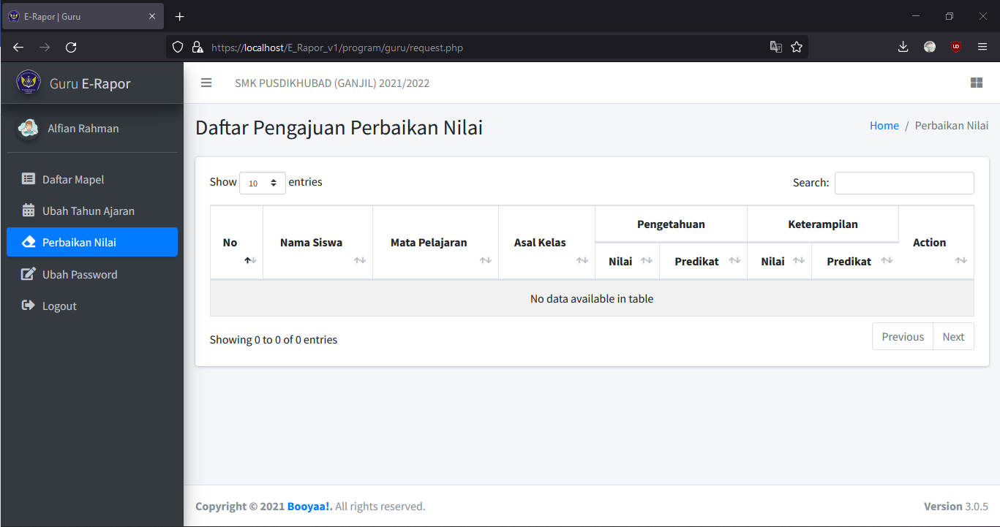 E-Rapor | Guru
https://localhost/E_Rapor_v1/program/guru/request.php
Guru E-Rapor
SMK PUSDIKHUBAD (GANJIL) 2021/2022
Alfian Rahman
Daftar Mapel
Ubah Tahun Ajaran
Perbaikan Nilai
Ubah Password
Logout
Daftar Pengajuan Perbaikan Nilai
Home / Perbaikan Nilai
Show 10 entries
Search:
No Nama Siswa Mata Pelajaran Asal Kelas Pengetahuan Keterampilan Action
Nilai Predikat Nilai Predikat
No data available in table
Showing 0 to 0 of 0 entries
Previous Next
Copyright © 2021 Booyaa!. All rights reserved.
Version 3.0.5